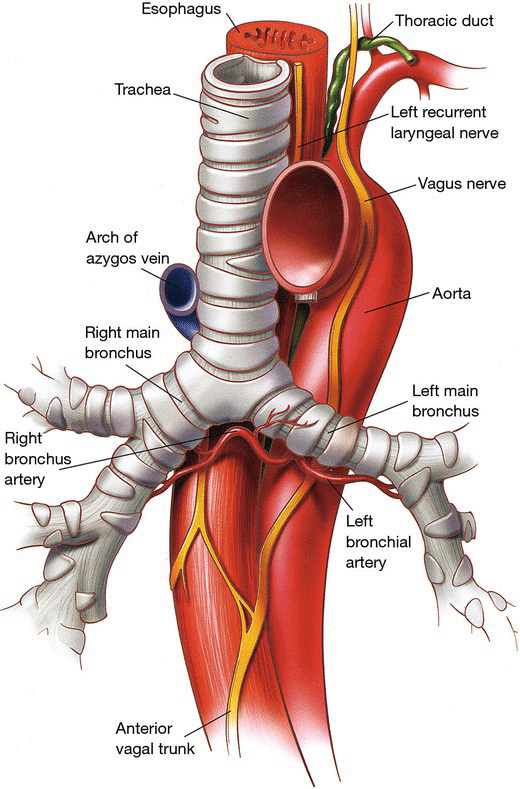 Esophagus
Thoracic duct
Trachea
Left recurrent
laryngeal nerve
Vagus nerve
Arch of
azygos vein
Aorta
Right main
bronchus
Left main
bronchus
Right
bronchus
artery
Left
bronchial
artery
Anterior
vagal trunk